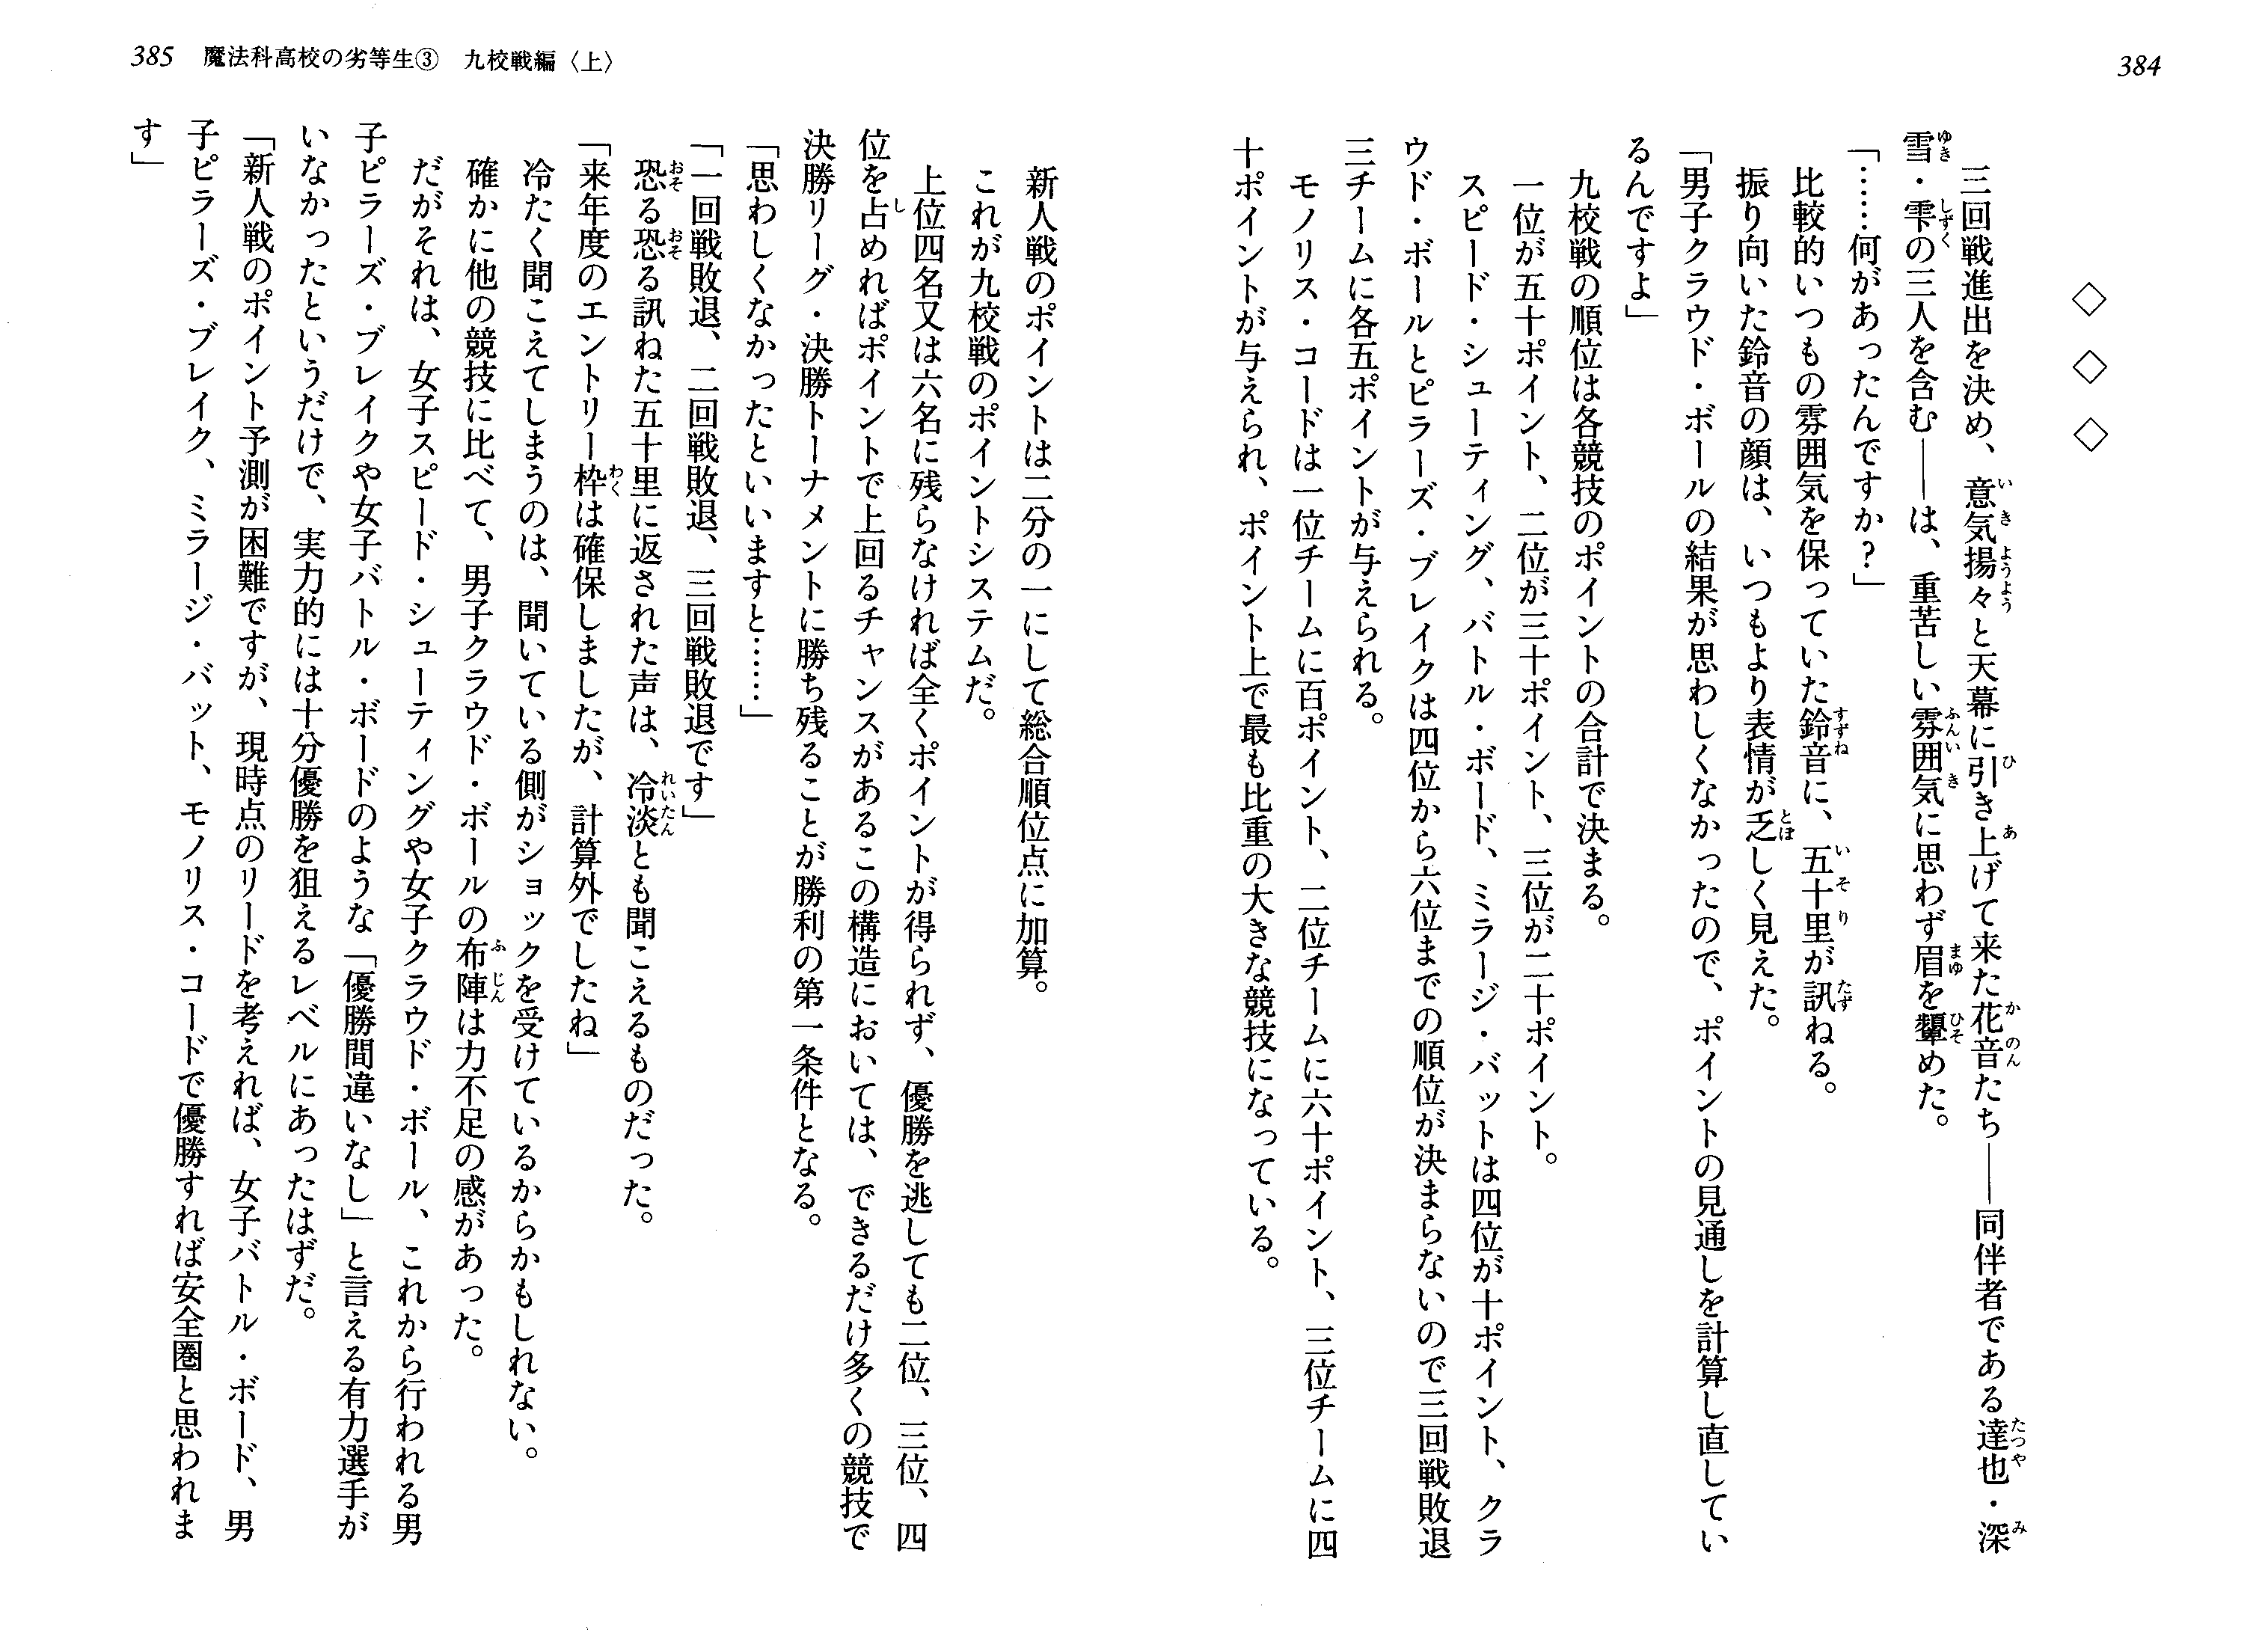 384
◇ ◇ ◇
三回戦進出を決め、意気揚々と天幕に引き上げて来た花音たち――同伴者である達也・深
雪・雫の三人を含む――は、重苦しい雰囲気に思わず眉を顰めた。
「……何があったんですか？」
比較的いつもの雰囲気を保っていた鈴音に、五十里が訊ねる。
振り向いた鈴音の顔は、いつもより表情が乏しく見えた。
「男子クラウド・ボールの結果が思わしくなかったので、ポイントの見通しを計算し直してい
るんですよ」
九校戦の順位は各競技のポイントの合計で決まる。
一位が五十ポイント、二位が三十ポイント、三位が二十ポイント。
スピード・シューティング、バトル・ボード、ミラージ・バットは四位が十ポイント、クラ
ウド・ボールとピラーズ・ブレイクは四位から六位までの順位が決まらないので三回戦敗退
三チームに各五ポイントが与えられる。
モノリス・コードは一位チームに百ポイント、二位チームに六十ポイント、三位チームに四
十ポイントが与えられ、ポイント上で最も比重の大きな競技になっている。
385 魔法科高校の劣等生③ 九校戦編〈上〉
新人戦のポイントは二分の一にして総合順位点に加算。
これが九校戦のポイントシステムだ。
上位四名又は六名に残らなければ全くポイントが得られず、優勝を逃しても二位、三位、四
位を占めればポイントで上回るチャンスがあるこの構造においては、できるだけ多くの競技で
決勝リーグ・決勝トーナメントに勝ち残ることが勝利の第一条件となる。
「思わしくなかったといいますと……」
「一回戦敗退、二回戦敗退、三回戦敗退です」
恐る恐る訊ねた五十里に返された声は、冷淡とも聞こえるものだった。
「来年度のエントリー枠は確保しましたが、計算外でしたね」
冷たく聞こえてしまうのは、聞いている側がショックを受けているからかもしれない。
確かに他の競技に比べて、男子クラウド・ボールの布陣は力不足の感があった。
だがそれは、女子スピード・シューティングや女子クラウド・ボール、これから行われる男
子ピラーズ・ブレイクや女子バトル・ボードのような「優勝間違いなし」と言える有力選手が
いなかったというだけで、実力的には十分優勝を狙えるレベルにあったはずだ。
「新人戦のポイント予測が困難ですが、現時点のリードを考えれば、女子バトル・ボード、男
子ピラーズ・ブレイク、ミラージ・バット、モノリス・コードで優勝すれば安全圏と思われま
す」